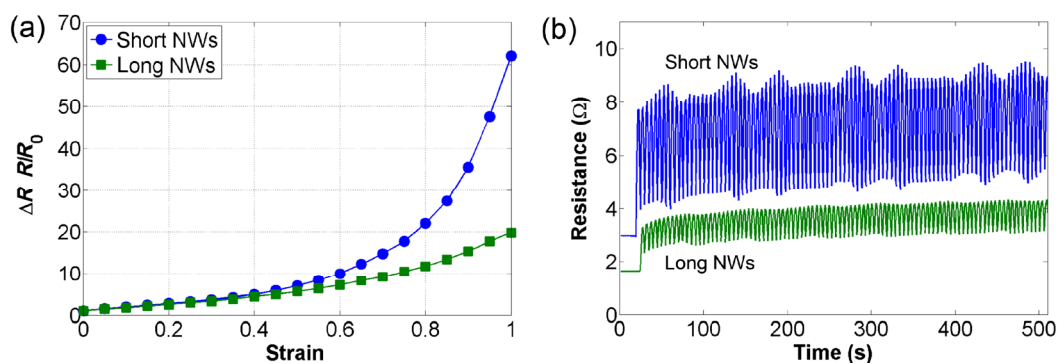 (a)
70
60
50
40
30
20
10
0
ΔR R/R0
Short NWs
Long NWs
0 0.2 0.4 0.6 0.8 1
Strain
(b)
10
8
6
4
2
0
Resistance (Ω)
Short NWs
Long NWs
0 100 200 300 400 500
Time (s)